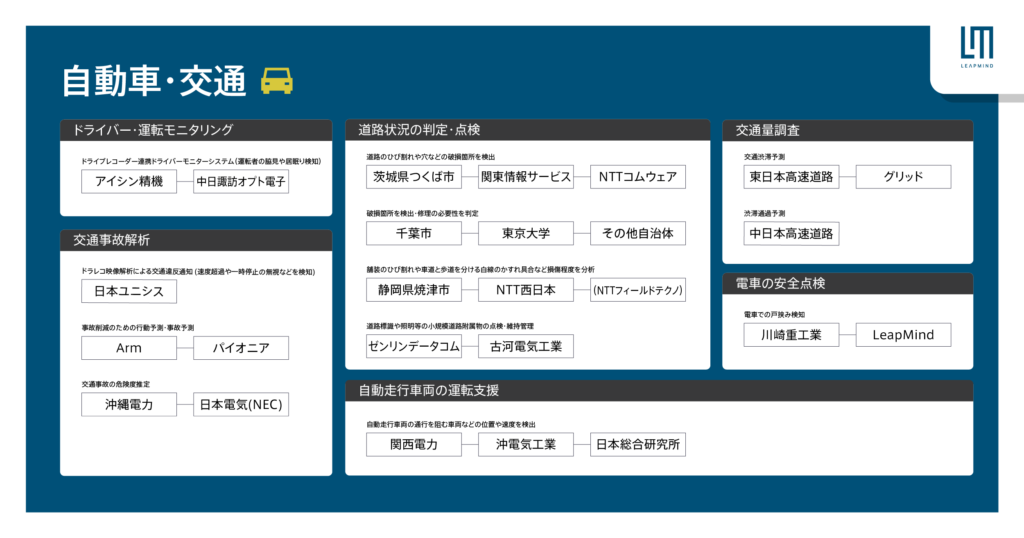 LM
LEAPMIND
自動車・交通
ドライバー・運転モニタリング
ドライブレコーダー連携ドライバーモニターシステム(運転者の脇見や居眠り検知)
アイシン精機 中日諏訪オプト電子
交通事故解析
ドラレコ映像解析による交通違反通知 (速度超過や一時停止の無視などを検知)
日本ユニシス
事故削減のための行動予測・事故予測
Arm パイオニア
交通事故の危険度推定
沖縄電力 日本電気(NEC)
道路状況の判定・点検
道路のひび割れや穴などの破損箇所を検出
茨城県つくば市 関東情報サービス NTTコムウェア
破損箇所を検出・修理の必要性を判定
千葉市 東京大学 その他自治体
舗装のひび割れや車道と歩道を分ける白線のかすれ具合など損傷程度を分析
静岡県焼津市 NTT西日本 (NTTフィールドテクノ)
道路標識や照明等の小規模道路附属物の点検・維持管理
ゼンリンデータコム 古河電気工業
交通量調査
交通渋滞予測
東日本高速道路 グリッド
渋滞通過予測
中日本高速道路
電車の安全点検
電車での戸挟み検知
川崎重工業 LeapMind
自動走行車両の運転支援
自動走行車両の通行を阻む車両などの位置や速度を検出
関西電力 沖電気工業 日本総合研究所